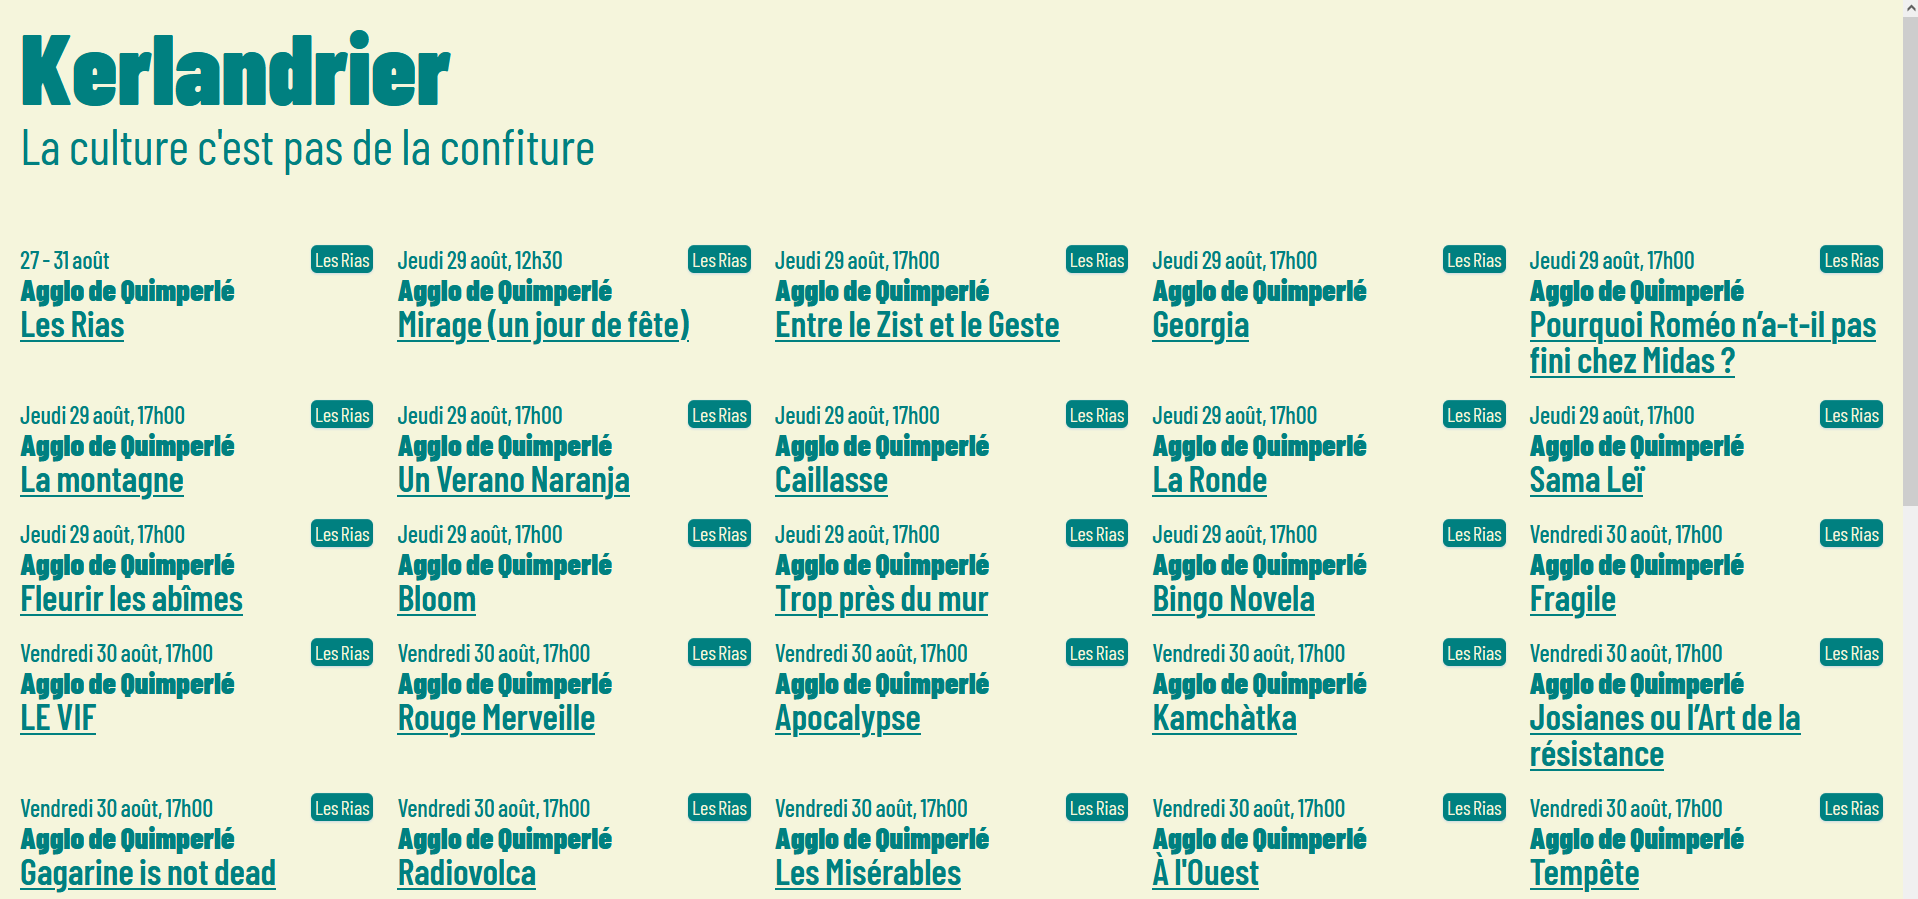 Kerlandrier
La culture c'est pas de la confiture
27 - 31 août
Les Rias
Agglo de Quimperlé
Les Rias
Jeudi 29 août, 12h30
Les Rias
Agglo de Quimperlé
Mirage (un jour de fête)
Jeudi 29 août, 17h00
Les Rias
Agglo de Quimperlé
Entre le Zist et le Geste
Jeudi 29 août, 17h00
Les Rias
Agglo de Quimperlé
Georgia
Jeudi 29 août, 17h00
Les Rias
Agglo de Quimperlé
Pourquoi Roméo n’a-t-il pas
fini chez Midas ?
Jeudi 29 août, 17h00
Les Rias
Agglo de Quimperlé
La montagne
Jeudi 29 août, 17h00
Les Rias
Agglo de Quimperlé
Un Verano Naranja
Jeudi 29 août, 17h00
Les Rias
Agglo de Quimperlé
Caillasse
Jeudi 29 août, 17h00
Les Rias
Agglo de Quimperlé
La Ronde
Jeudi 29 août, 17h00
Les Rias
Agglo de Quimperlé
Sama Leï
Jeudi 29 août, 17h00
Les Rias
Agglo de Quimperlé
Fleurir les abîmes
Jeudi 29 août, 17h00
Les Rias
Agglo de Quimperlé
Bloom
Jeudi 29 août, 17h00
Les Rias
Agglo de Quimperlé
Trop près du mur
Jeudi 29 août, 17h00
Les Rias
Agglo de Quimperlé
Bingo Novela
Vendredi 30 août, 17h00
Les Rias
Agglo de Quimperlé
Fragile
Vendredi 30 août, 17h00
Les Rias
Agglo de Quimperlé
LE VIF
Vendredi 30 août, 17h00
Les Rias
Agglo de Quimperlé
Rouge Merveille
Vendredi 30 août, 17h00
Les Rias
Agglo de Quimperlé
Apocalypse
Vendredi 30 août, 17h00
Les Rias
Agglo de Quimperlé
Kamchàtka
Vendredi 30 août, 17h00
Les Rias
Agglo de Quimperlé
Josianes ou l’Art de la
résistance
Vendredi 30 août, 17h00
Les Rias
Agglo de Quimperlé
Gagarine is not dead
Vendredi 30 août, 17h00
Les Rias
Agglo de Quimperlé
Radiovolca
Vendredi 30 août, 17h00
Les Rias
Agglo de Quimperlé
Les Misérables
Vendredi 30 août, 17h00
Les Rias
Agglo de Quimperlé
À l'Ouest
Vendredi 30 août, 17h00
Les Rias
Agglo de Quimperlé
Tempête